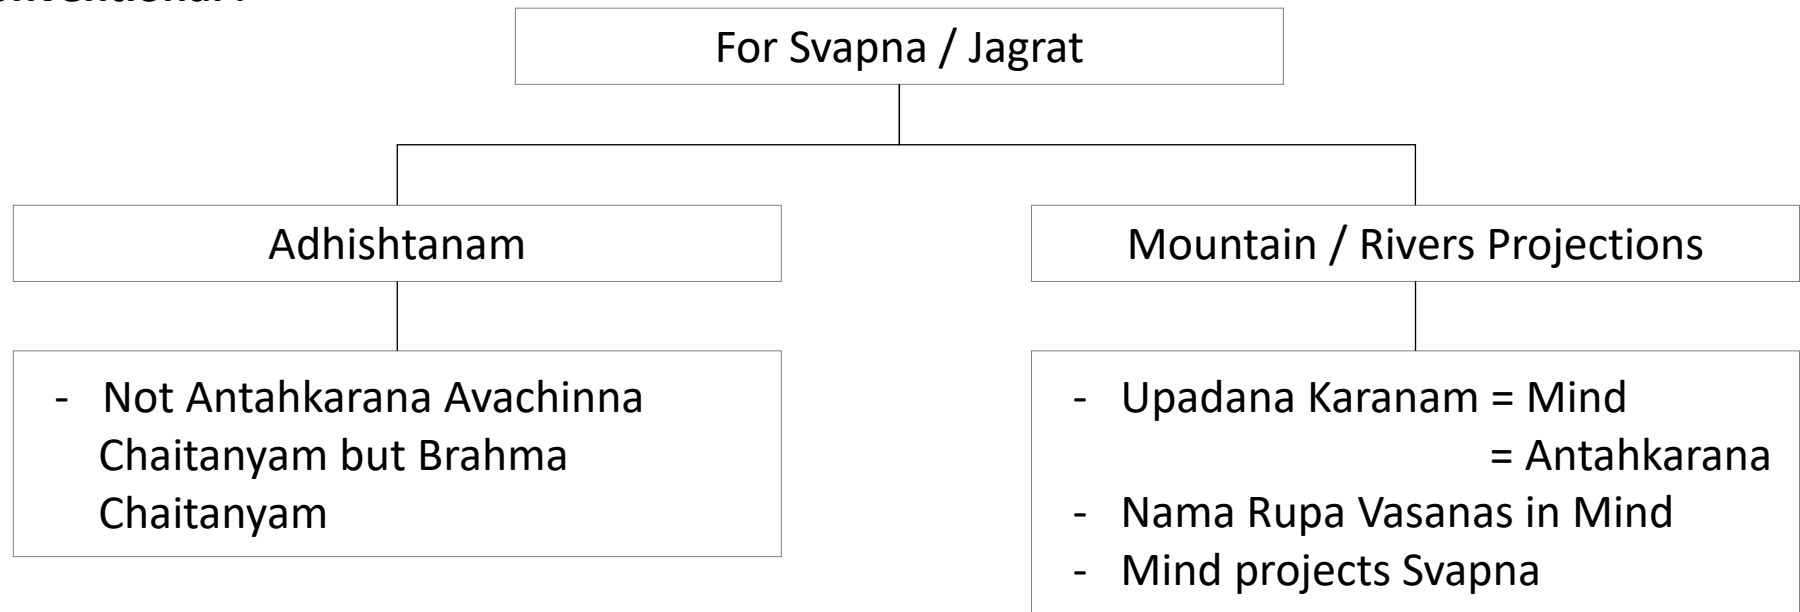 For Svapna / Jagrat
Adhishtanam
Mountain / Rivers Projections
- Not Antahkarana Avachinna
Chaitanyam but Brahma
Chaitanyam
- Upadana Karanam = Mind
= Antahkarana
- Nama Rupa Vasanas in Mind
- Mind projects Svapna